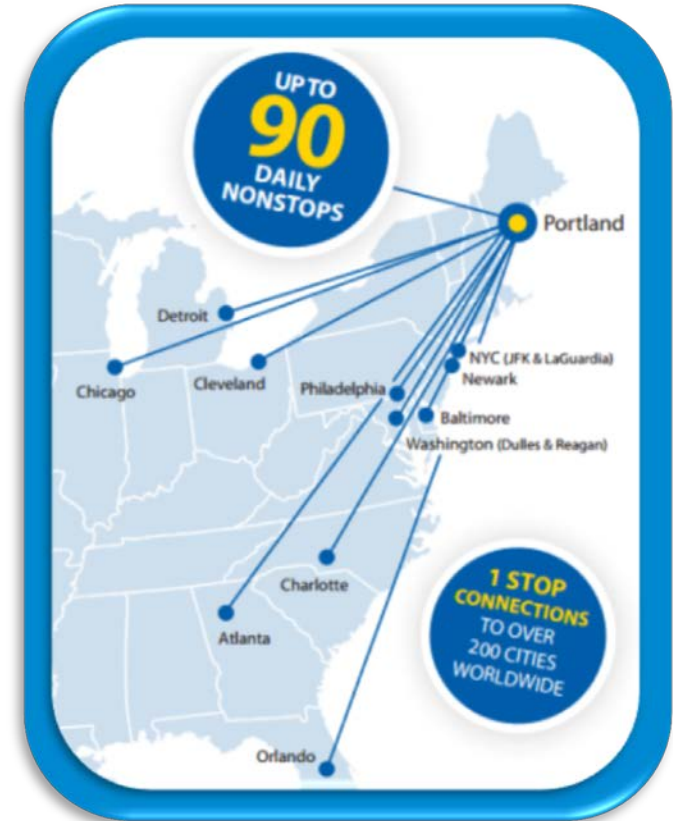 UP TO
90
DAILY
NONSTOPS
Portland
Detroit
NYC (JFK & LaGuardia)
Newark
Chicago
Cleveland
Philadelphia
Baltimore
Washington (Dulles & Reagan)
Charlotte
Atlanta
Orlando
1 STOP
CONNECTIONS
TO OVER
200 CITIES
WORLDWIDE